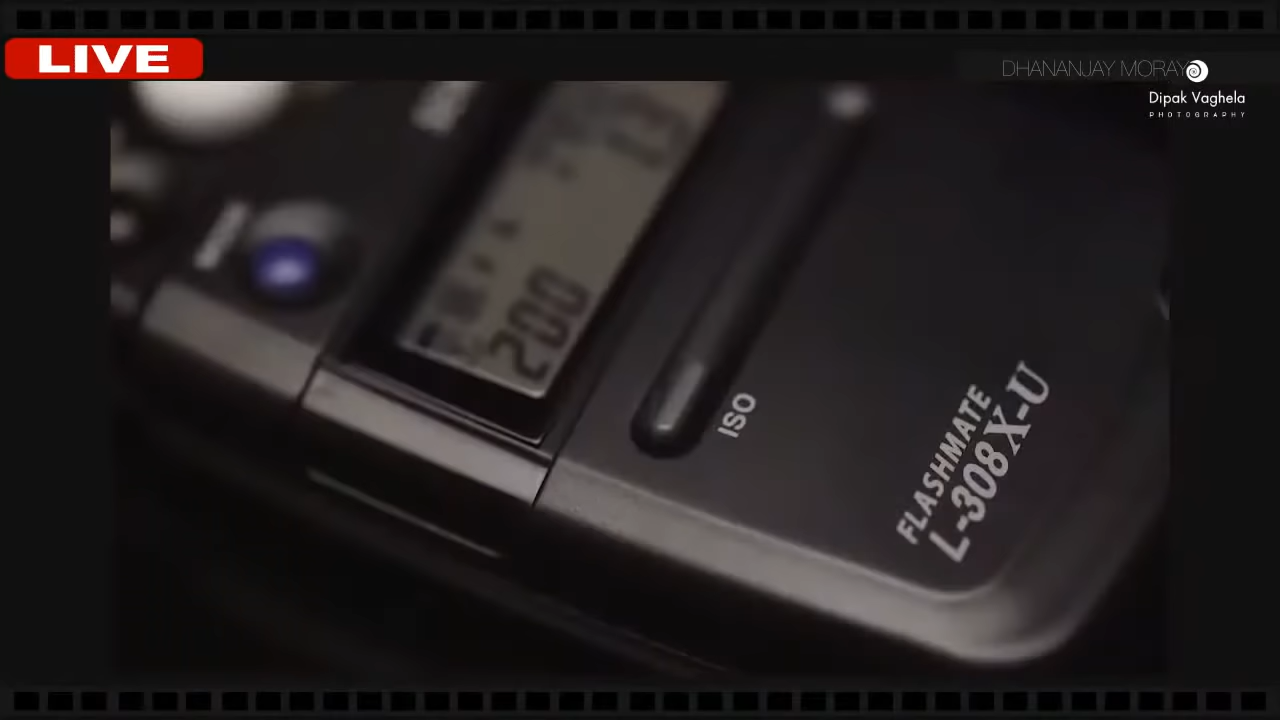 LIVE
DHANANJAY MORAY
Dipak Vaghela
PHOTOGRAPHY
200
ISO
FLASHMATE
L-308X-U